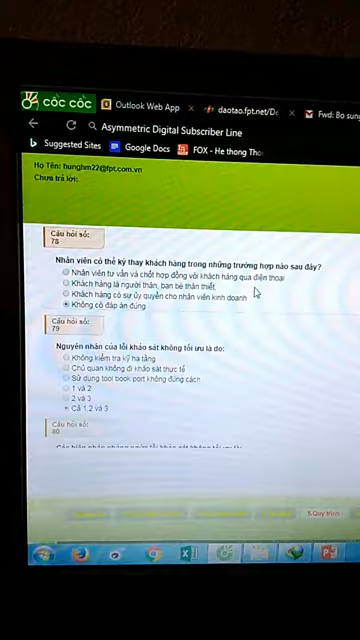 CỐC CỐC
Outlook Web App
daotao.fpt.net/De
Fwd: Bo sun
Asymmetric Digital Subscriber Line
Suggested Sites
Google Docs
FOX - He thong Tho
Họ Tên: hunghm22@fpt.com.vn
Chưa trả lời:
Câu hỏi số:
78
Nhân viên có thể ký thay khách hàng trong những trường hợp nào sau đây?
Nhân viên tư vấn và chốt hợp đồng với khách hàng qua điện thoại
Khách hàng là người thân, bạn bè thân thiết
Khách hàng có sự ủy quyền cho nhân viên kinh doanh
Không có đáp án đúng
Câu hỏi số:
79
Nguyên nhân của lỗi khảo sát không tối ưu là do:
Không kiểm tra kỹ hạ tầng
Chủ quan không đi khảo sát thực tế
Sử dụng tool book port không đúng cách
1 và 2
2 và 3
Cả 1,2 và 3
Câu hỏi số:
80
5.Quy trình